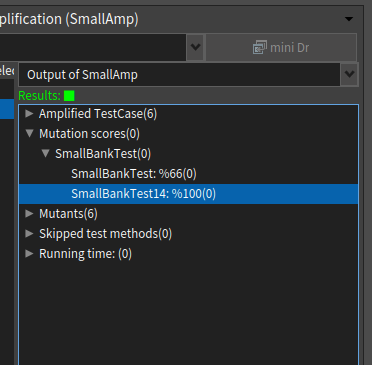 plification (SmallAmp)
mini Dr
elec
Output of SmallAmp
Results:
Amplified TestCase(6)
Mutation scores(0)
SmallBankTest(0)
SmallBankTest: %66(0)
SmallBankTest14: %100(0)
Mutants(6)
Skipped test methods(0)
Running time: (0)